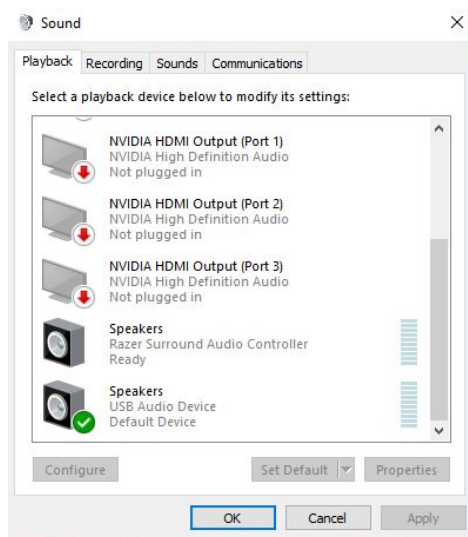 Sound
Playback Recording Sounds Communications
Select a playback device below to modify its settings:
NVIDIA HDMI Output (Port 1)
NVIDIA High Definition Audio
Not plugged in
NVIDIA HDMI Output (Port 2)
NVIDIA High Definition Audio
Not plugged in
NVIDIA HDMI Output (Port 3)
NVIDIA High Definition Audio
Not plugged in
Speakers
Razer Surround Audio Controller
Ready
Speakers
USB Audio Device
Default Device
Configure Set Default Properties
OK Cancel Apply